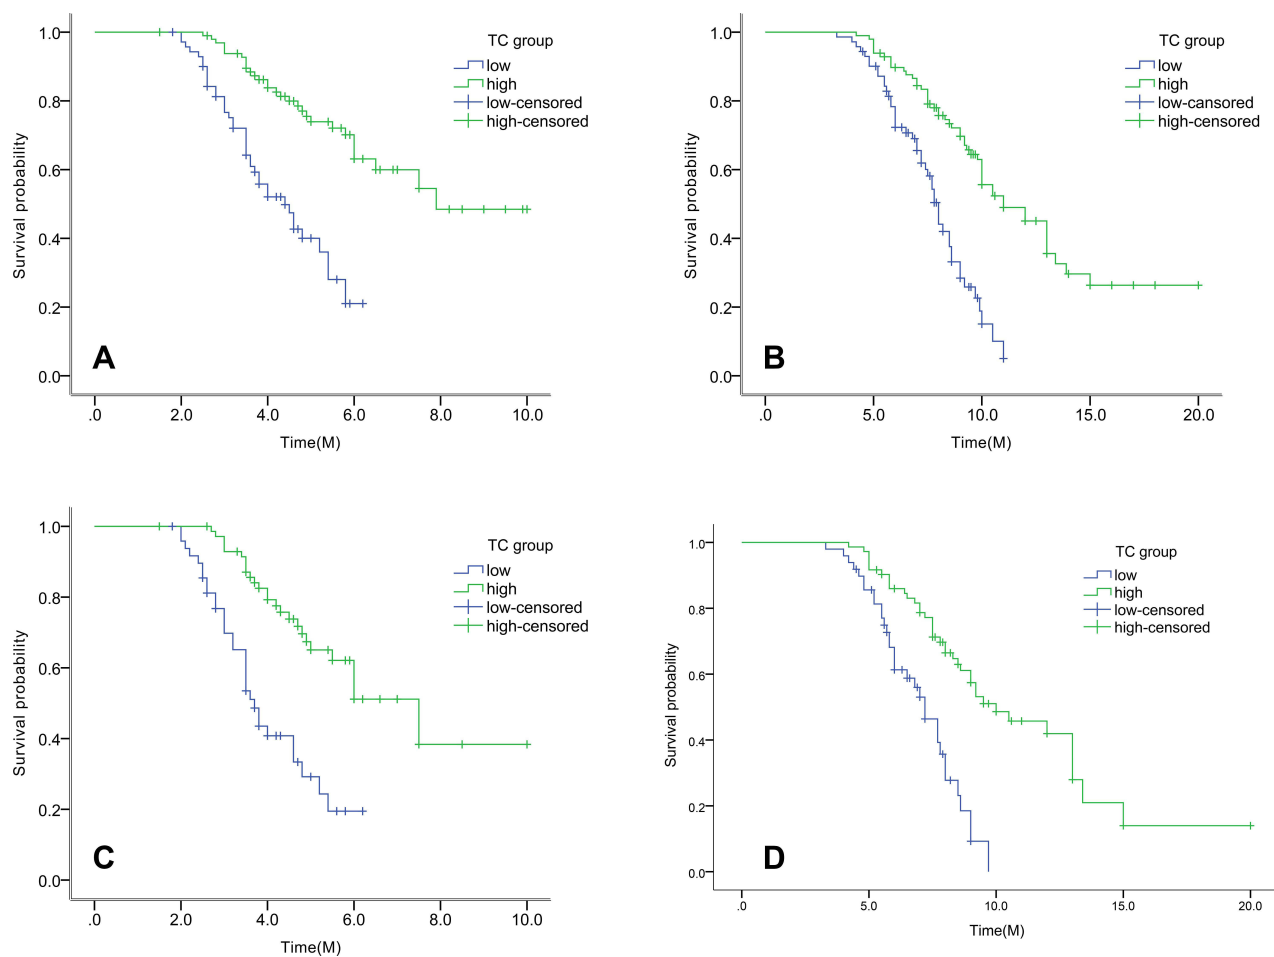 TC group
low
high
low-censored
high-censored
Survival probability
1.0
0.8
0.6
0.4
0.2
0.0
A
.0 2.0 4.0 6.0 8.0 10.0
Time(M)
TC group
low
high
low-cansored
high-censored
Survival probability
1.0
0.8
0.6
0.4
0.2
0.0
B
.0 5.0 10.0 15.0 20.0
Time(M)
TC group
low
high
low-censored
high-censored
Survival probability
1.0
0.8
0.6
0.4
0.2
0.0
C
.0 2.0 4.0 6.0 8.0 10.0
Time(M)
TC group
low
high
low-censored
high-censored
Survival probability
1.0
0.8
0.6
0.4
0.2
0.0
D
.0 5.0 10.0 15.0 20.0
Time(M)